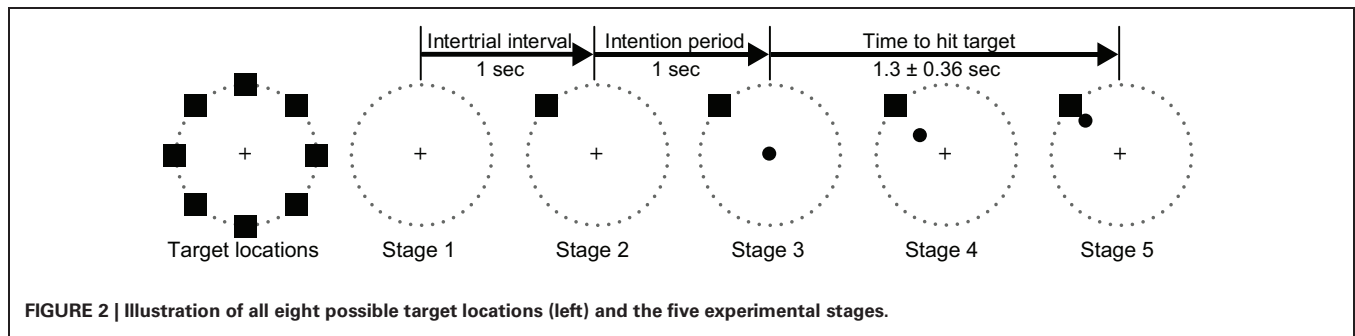 Intertrial interval Intention period Time to hit target
1 sec 1 sec 1.3 ± 0.36 sec
Target locations Stage 1 Stage 2 Stage 3 Stage 4 Stage 5
FIGURE 2 | Illustration of all eight possible target locations (left) and the five experimental stages.